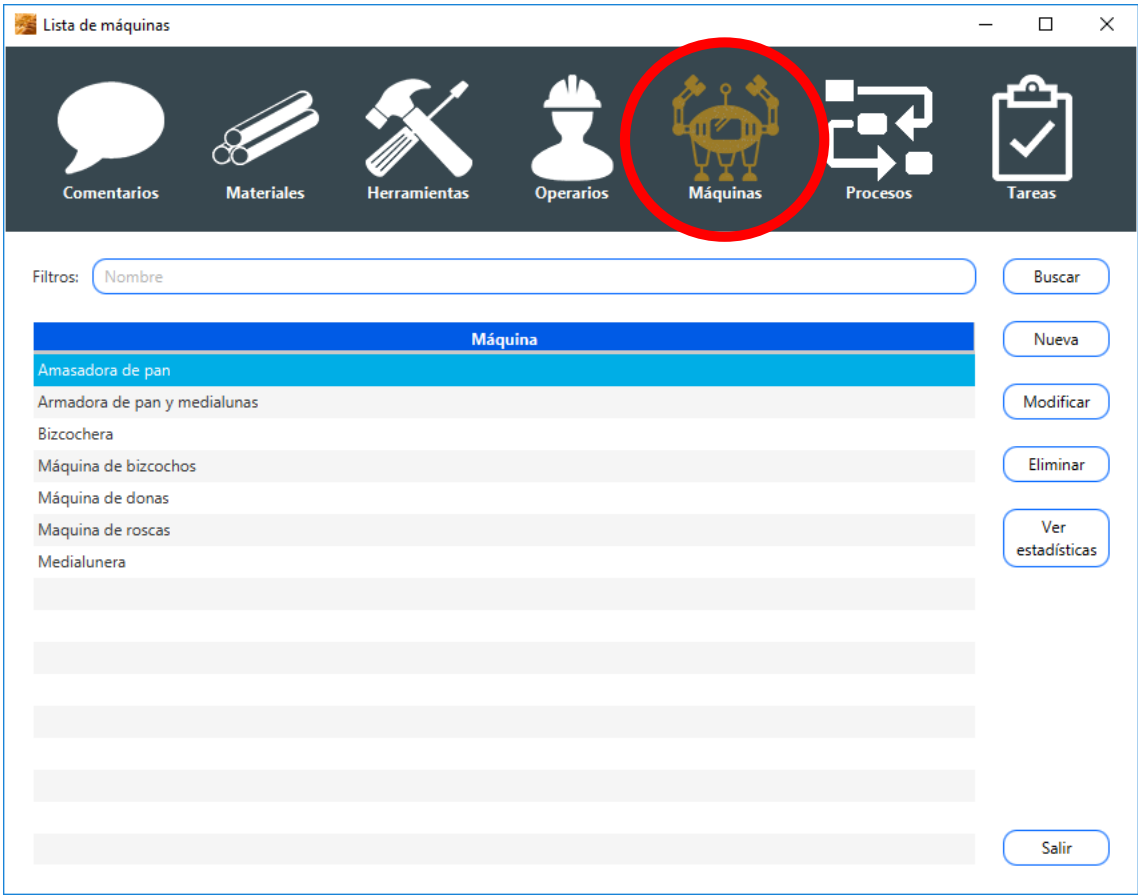 Lista de máquinas
Comentarios
Materiales
Herramientas
Operarios
Máquinas
Procesos
Tareas
Filtros:
Nombre
Buscar
Máquina
Nueva
Amasadora de pan
Armadora de pan y medialunas
Modificar
Bizcochera
Máquina de bizcochos
Eliminar
Máquina de donas
Maquina de roscas
Ver
estadísticas
Medialunera
Salir